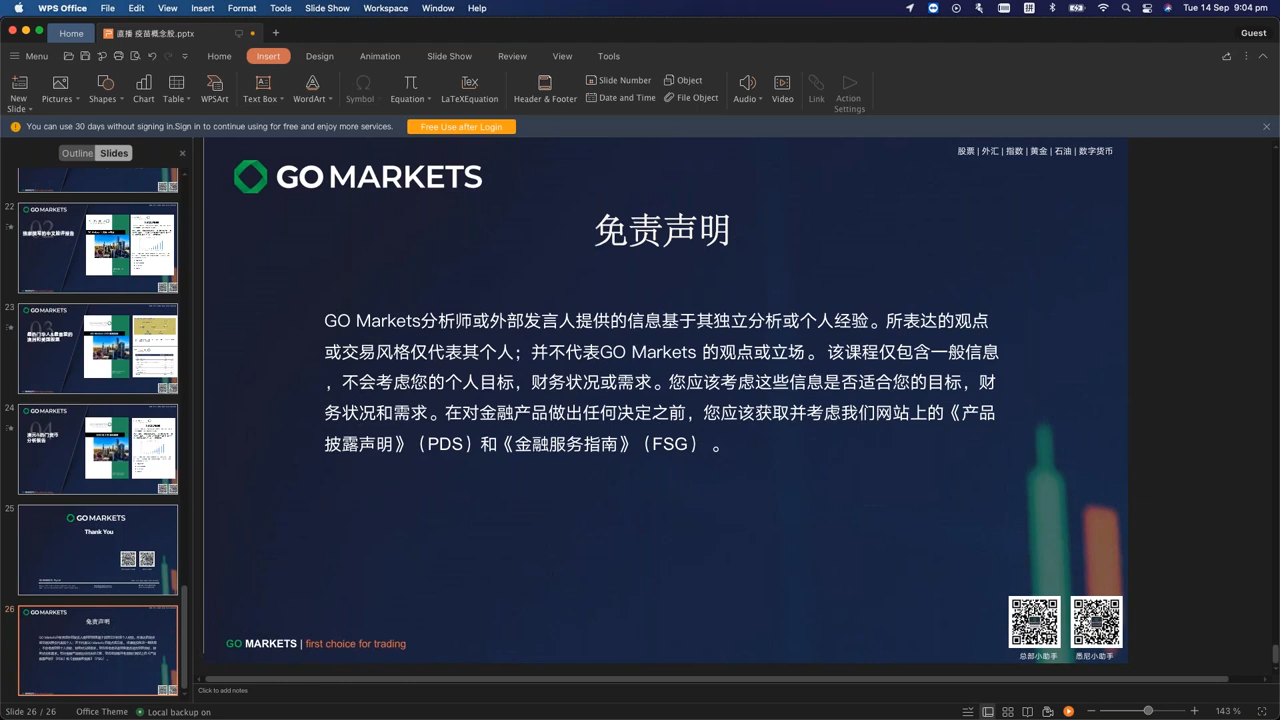 WPS Office File Edit View Insert Format Tools Slide Show Workspace Window Help
Tue 14 Sep 9:04 pm
Home
直播 疫苗概念股.pptx
Guest
Menu
Home Insert Design Animation Slide Show Review View Tools
New Slide
Pictures
Shapes
Chart
Table
WPSArt
Text Box
WordArt
Symbol
Equation
LaTeXEquation
Header & Footer
Slide Number
Date and Time
Object
File Object
Audio
Video
Link
Action Settings
You can use 30 days without signing in.Sign in to continue using for free and enjoy more services.
Free Use after Login
Outline Slides
22
GO MARKETS
23
GO MARKETS
24
GO MARKETS
25
GO MARKETS
Thank You
26
GO MARKETS
免责声明
GO MARKETS
股票 | 外汇 | 指数 | 黄金 | 石油 | 数字货币
免责声明
GO Markets分析师或外部发言人提供的信息基于其独立分析或个人经验。所表达的观点
或交易风格仅代表其个人；并不代表GO Markets 的观点或立场。本课程仅包含一般信息
，不会考虑您的个人目标，财务状况或需求。您应该考虑这些信息是否适合您的目标，财
务状况和需求。在对金融产品做出任何决定之前，您应该获取并考虑我们网站上的《产品
披露声明》（PDS）和《金融服务指南》（FSG）。
GO MARKETS | first choice for trading
总部小助手
悉尼小助手
Click to add notes
Slide 26 / 26
Office Theme
Local backup on
143 %